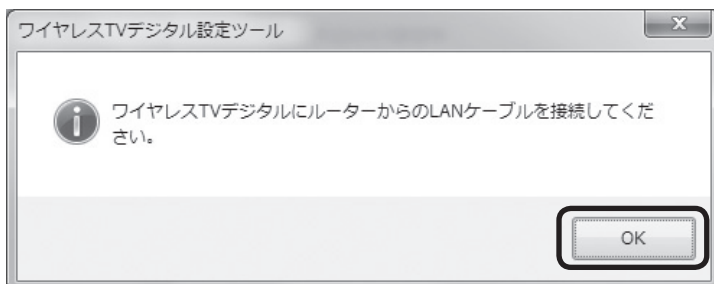 ワイヤレスTVデジタル設定ツール
ワイヤレスTVデジタルにルーターからのLANケーブルを接続してくだ
さい。
OK